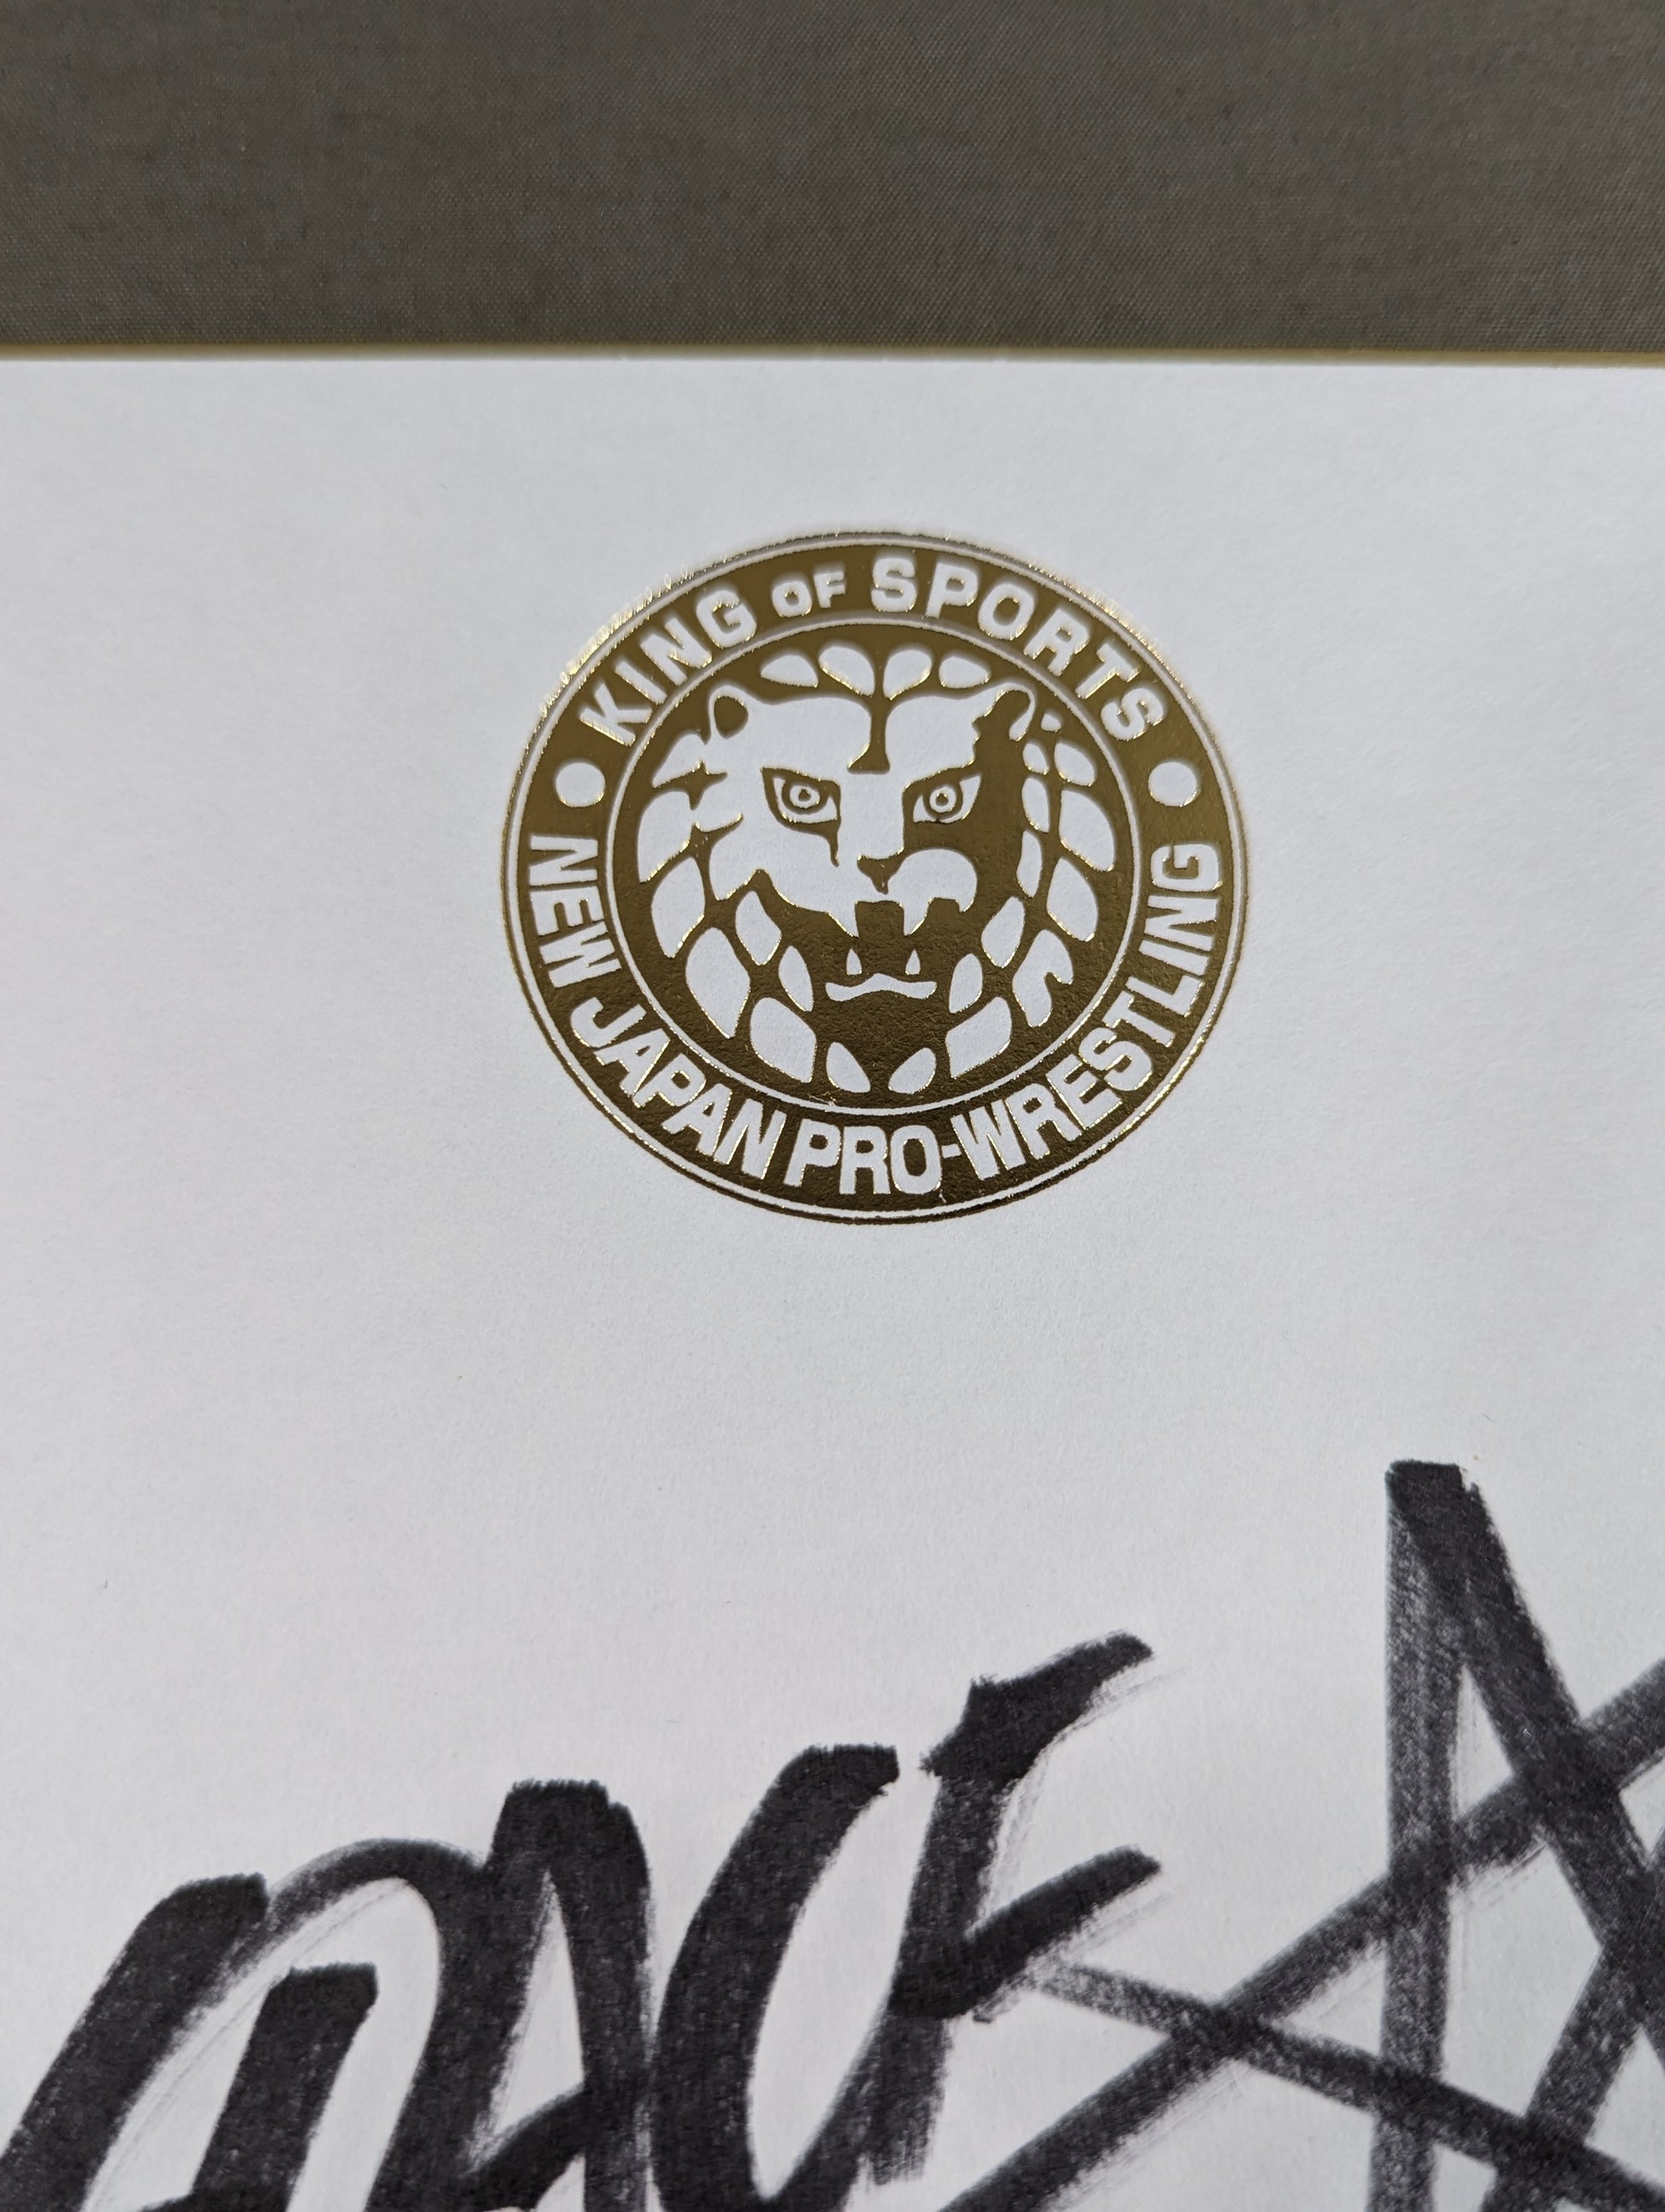 KING OF SPORTS
NEW JAPAN PRO-WRESTLING